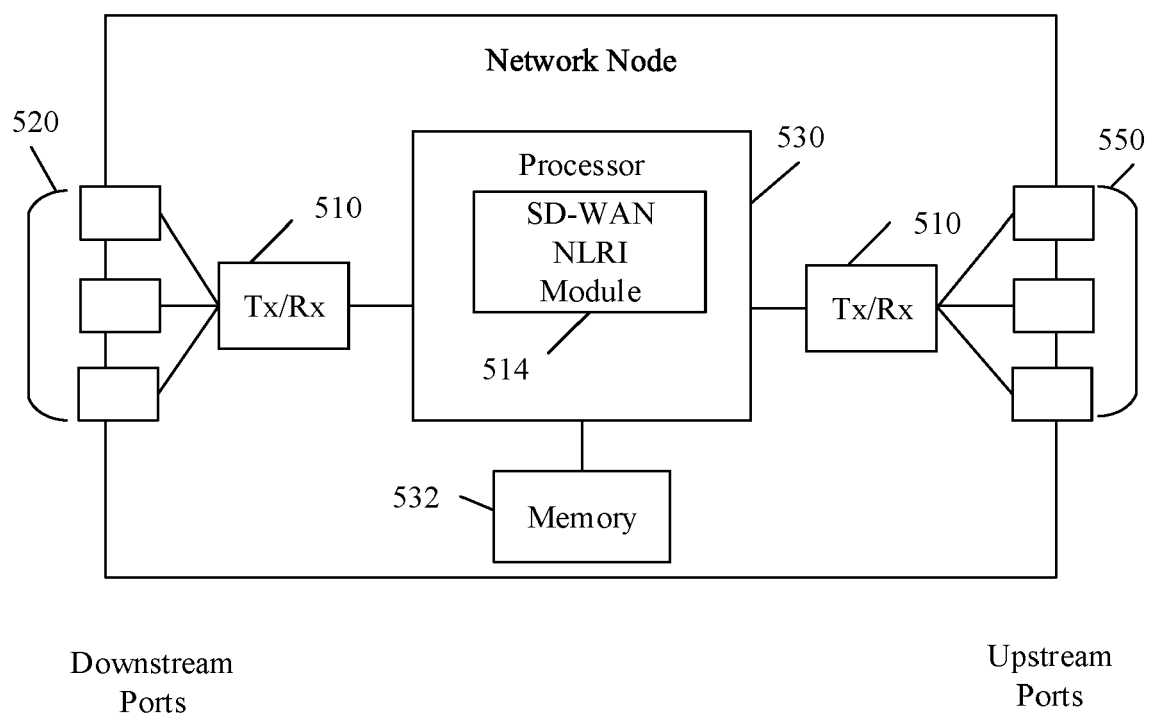 Network Node
520
530
550
Processor
510
SD-WAN
NLRI
Module
510
Tx/Rx
Tx/Rx
514
532
Memory
Downstream
Ports
Upstream
Ports